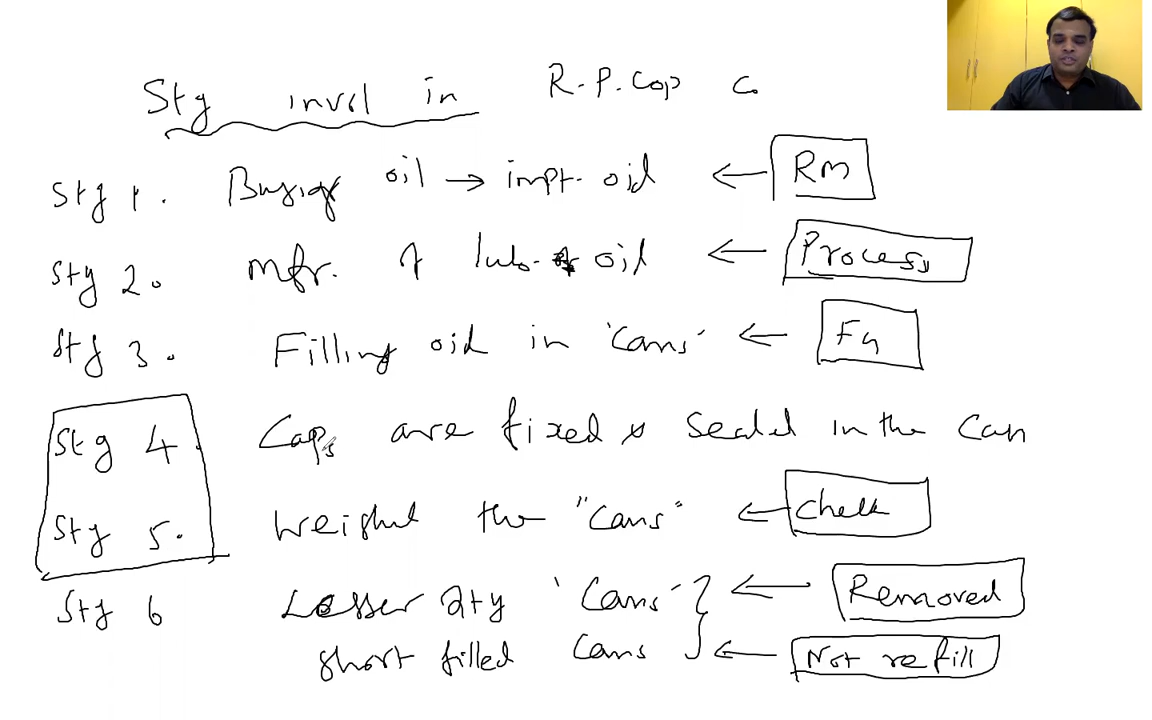 Stg invol in R.P. Cop Co
Stg 1. Buying oil → impt. oil ← RM
Stg 2. Mfr. of lub. oil ← Process
Stg 3. Filling oil in 'Cans' ← FG
Stg 4. Caps are fixed & Sealed in the Can
Stg 5. Weight the "Cans" ← Check
Stg 6 Lesser Qty 'Cans' ← Removed
Short filled Cans ← Not refill